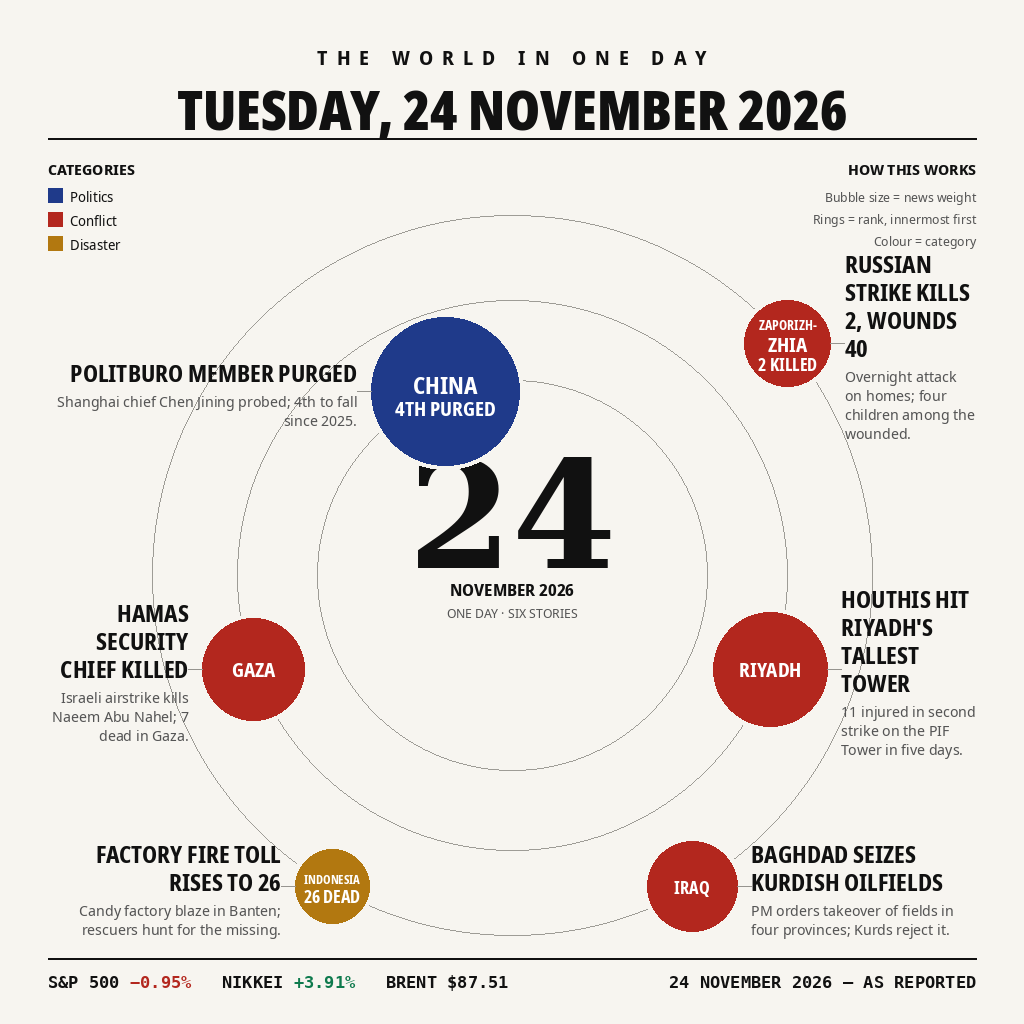 THE WORLD IN ONE DAY
TUESDAY, 24 NOVEMBER 2026
CATEGORIES
Politics
Conflict
Disaster
HOW THIS WORKS
Bubble size = news weight
Rings = rank, innermost first
Colour = category
RUSSIAN
STRIKE KILLS
2, WOUNDS
40
Overnight attack
on homes; four
children among the
wounded.
ZAPORIZH-
ZHIA
2 KILLED
POLITBURO MEMBER PURGED
Shanghai chief Chen Jining probed; 4th to fall
since 2025.
CHINA
4TH PURGED
24
NOVEMBER 2026
ONE DAY · SIX STORIES
HAMAS
SECURITY
CHIEF KILLED
Israeli airstrike kills
Naeem Abu Nahel; 7
dead in Gaza.
GAZA
RIYADH
HOUTHIS HIT
RIYADH'S
TALLEST
TOWER
11 injured in second
strike on the PIF
Tower in five days.
FACTORY FIRE TOLL
RISES TO 26
Candy factory blaze in Banten;
rescuers hunt for the missing.
INDONESIA
26 DEAD
IRAQ
BAGHDAD SEIZES
KURDISH OILFIELDS
PM orders takeover of fields in
four provinces; Kurds reject it.
S&P 500 −0.95% NIKKEI +3.91% BRENT $87.51
24 NOVEMBER 2026 — AS REPORTED